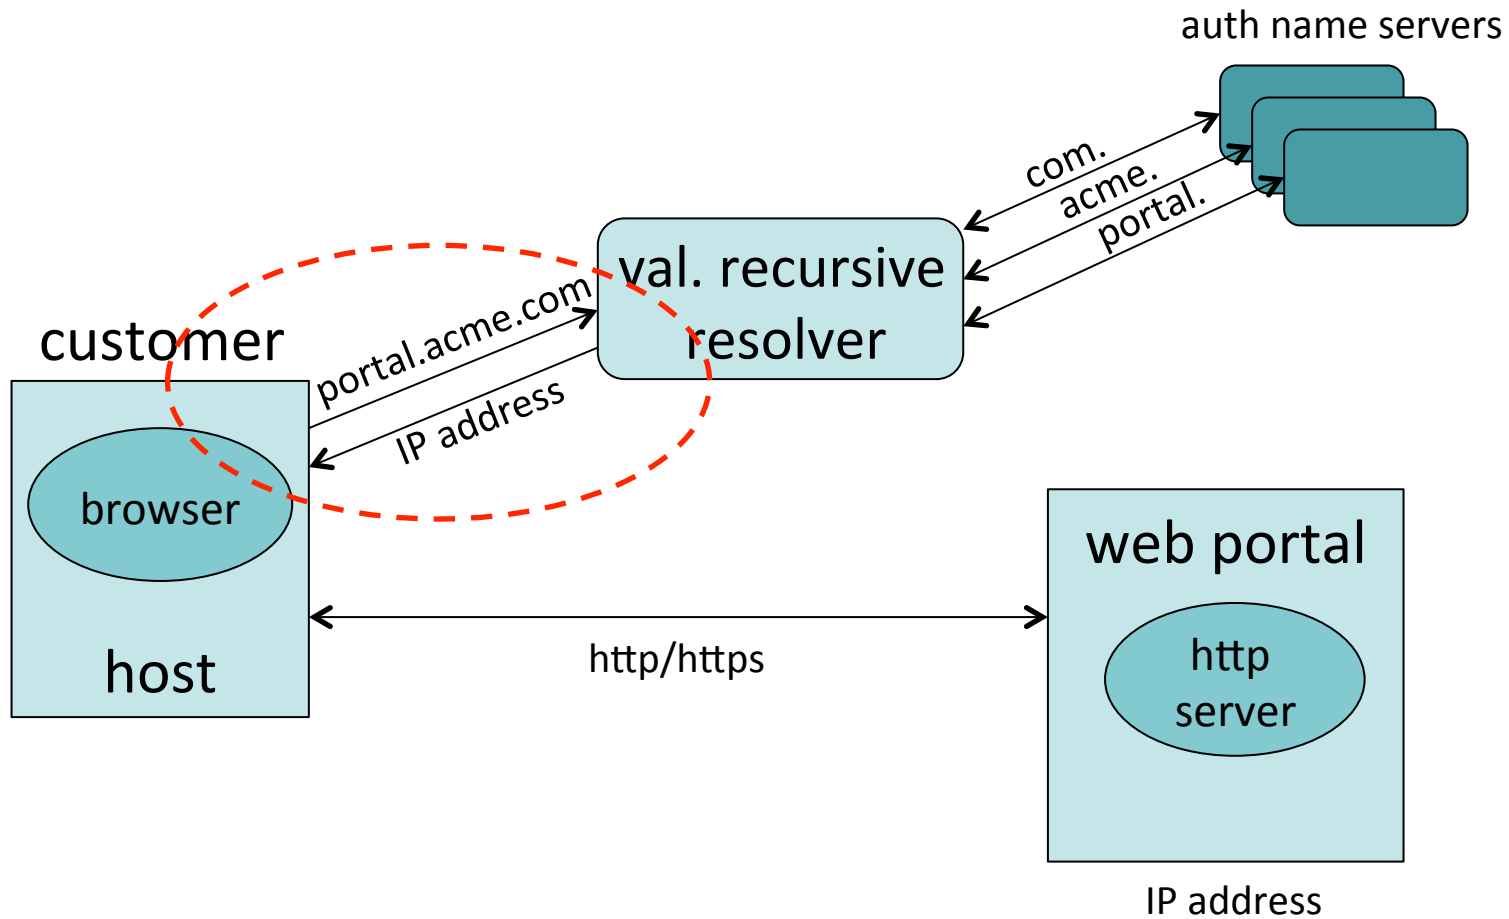 auth name servers
com.
acme.
portal.
val. recursive
resolver
portal.acme.com
IP address
customer
browser
host
http/https
web portal
http
server
IP address